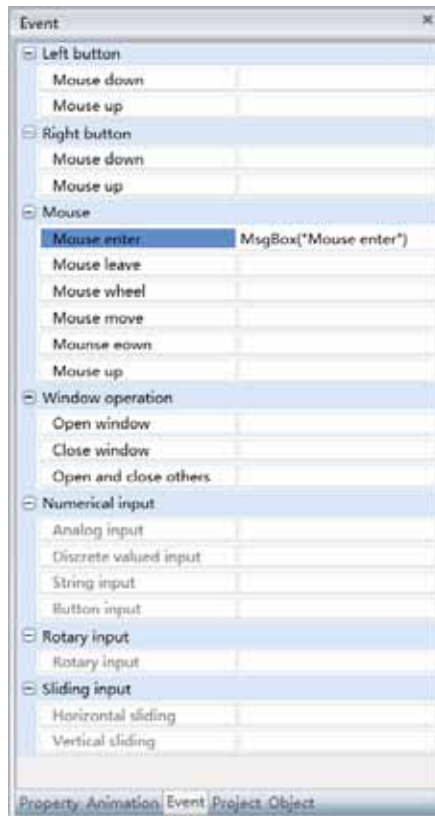 Event
Left button
Mouse down
Mouse up
Right button
Mouse down
Mouse up
Mouse
Mouse enter MsgBox("Mouse enter")
Mouse leave
Mouse wheel
Mouse move
Mounse eown
Mouse up
Window operation
Open window
Close window
Open and close others
Numerical input
Analog input
Discrete valued input
String input
Button input
Rotary input
Rotary input
Sliding input
Horizontal sliding
Vertical sliding
Property Animation Event Project Object